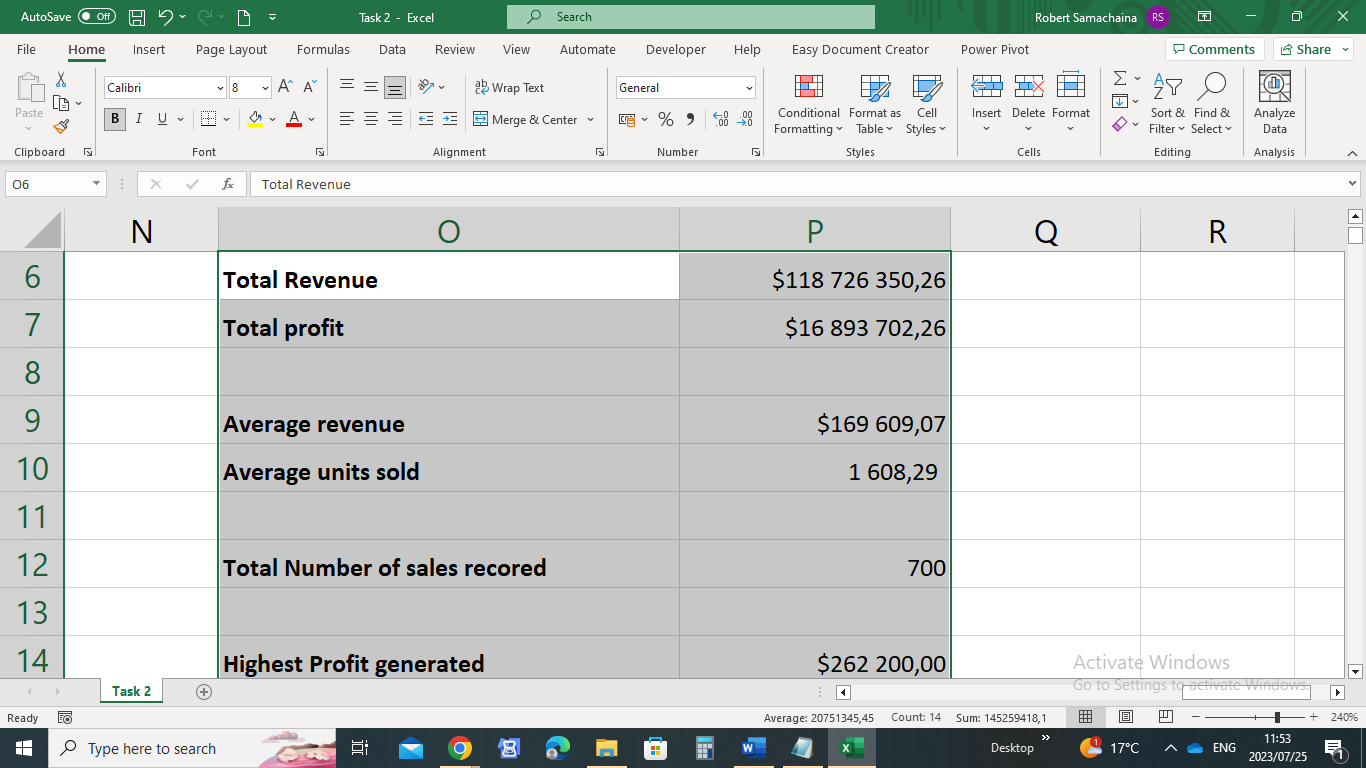 AutoSave Off Task 2 - Excel Search Robert Samachaina RS
File Home Insert Page Layout Formulas Data Review View Automate Developer Help Easy Document Creator Power Pivot Comments Share
Paste
Calibri 8 A A
Wrap Text
General
Conditional Formatting
Format as Table
Cell Styles
Insert Delete Format
Sort & Filter
Find & Select
Analyze Data
B I U A
Merge & Center
%
Clipboard Font Alignment Number Styles Cells Editing Analysis
O6 fx Total Revenue
N O P Q R
6 Total Revenue $118 726 350,26
7 Total profit $16 893 702,26
8
9 Average revenue $169 609,07
10 Average units sold 1 608,29
11
12 Total Number of sales recored 700
13
14 Highest Profit generated $262 200,00
Activate Windows
Go to Settings to activate Windows.
Task 2
Ready Average: 20751345,45 Count: 14 Sum: 145259418,1 240%
Type here to search Desktop 17°C ENG 11:53
2023/07/25